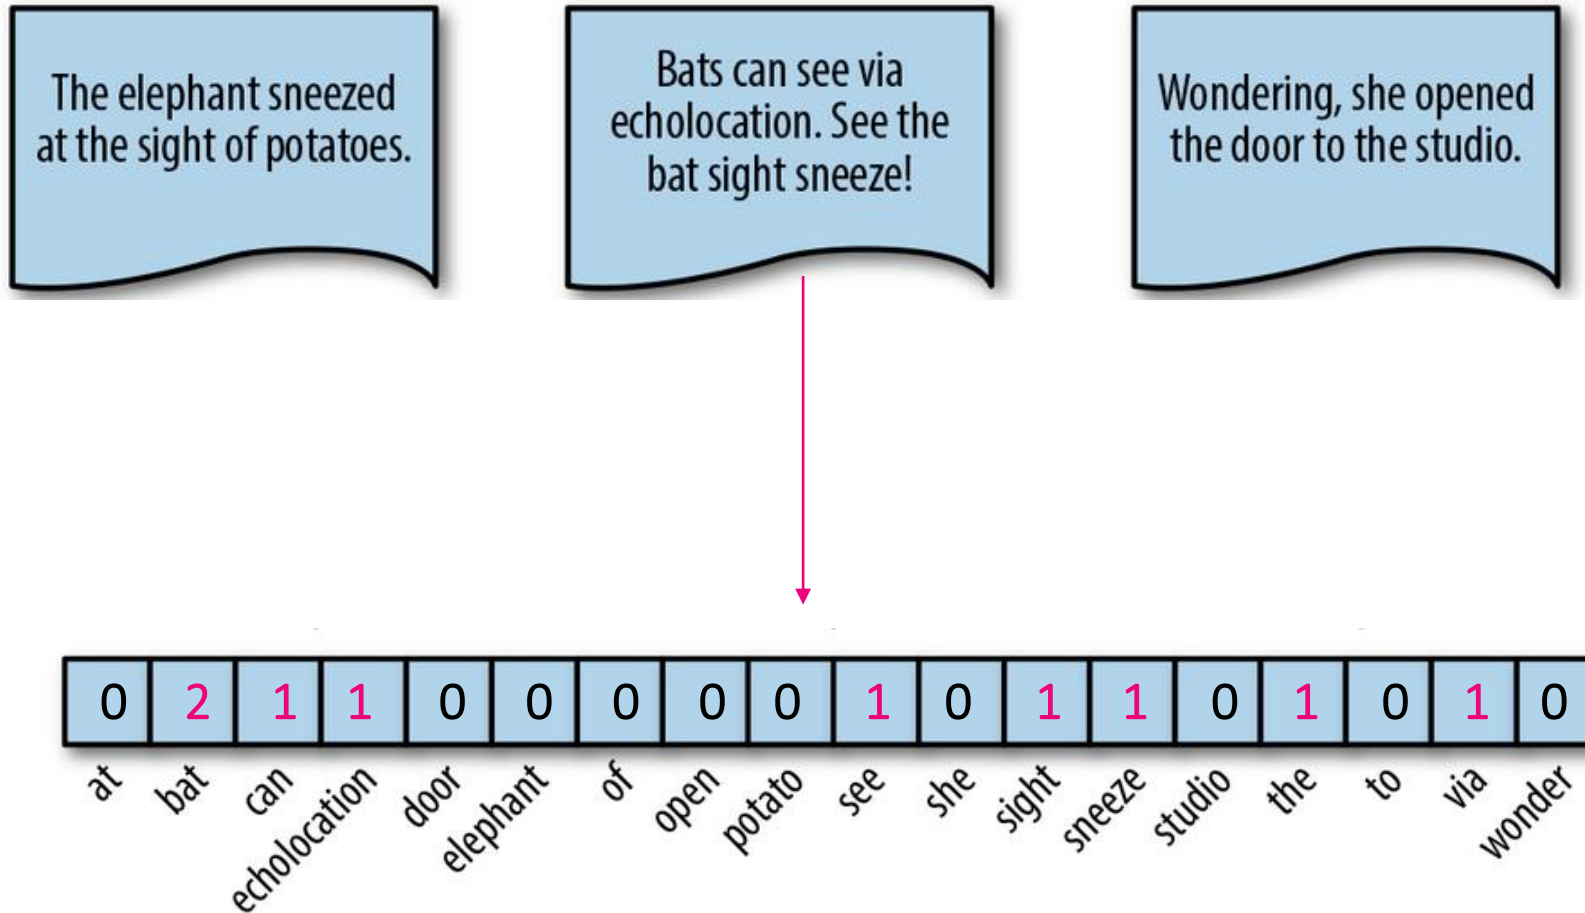 The elephant sneezed
at the sight of potatoes.
Bats can see via
echolocation. See the
bat sight sneeze!
Wondering, she opened
the door to the studio.
0 2 1 1 0 0 0 0 0 1 0 1 1 0 1 0 1 0
at bat can echolocation door elephant of open potato see she sight sneeze studio the to via wonder